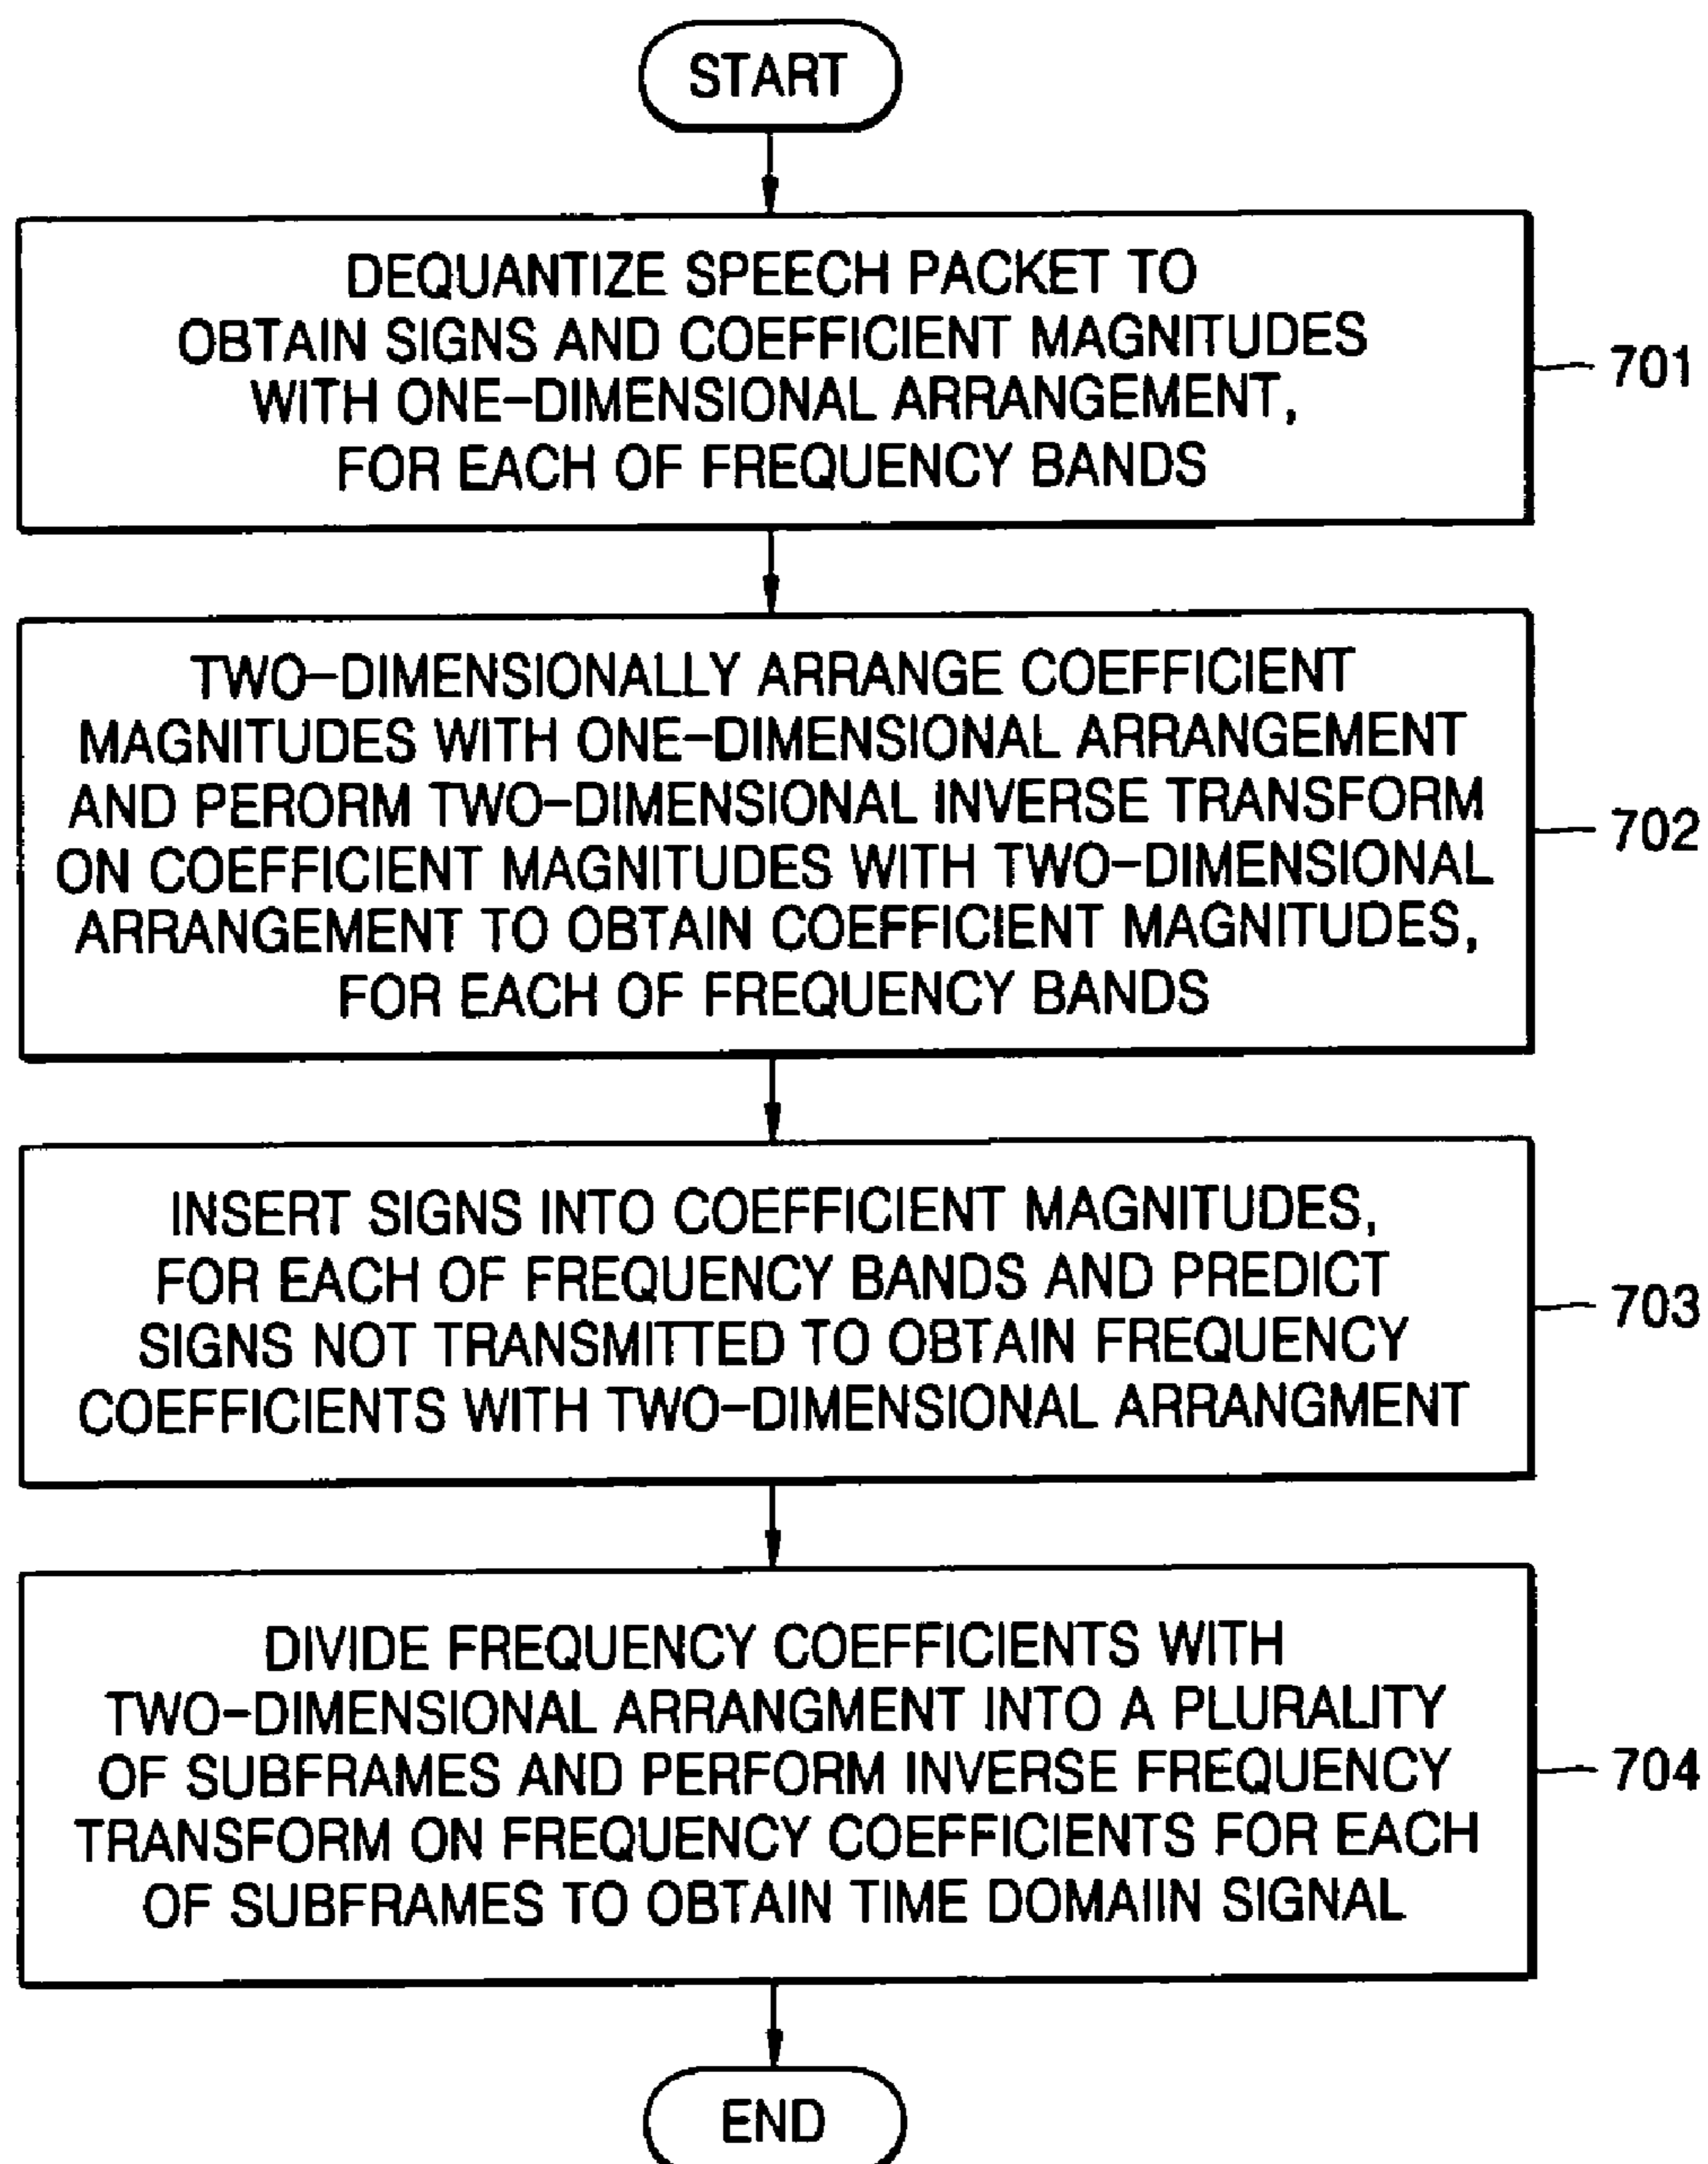 START
DEQUANTIZE SPEECH PACKET TO
OBTAIN SIGNS AND COEFFICIENT MAGNITUDES
WITH ONE-DIMENSIONAL ARRANGEMENT,
FOR EACH OF FREQUENCY BANDS
701
TWO-DIMENSIONALLY ARRANGE COEFFICIENT
MAGNITUDES WITH ONE-DIMENSIONAL ARRANGEMENT
AND PERORM TWO-DIMENSIONAL INVERSE TRANSFORM
ON COEFFICIENT MAGNITUDES WITH TWO-DIMENSIONAL
ARRANGEMENT TO OBTAIN COEFFICIENT MAGNITUDES,
FOR EACH OF FREQUENCY BANDS
702
INSERT SIGNS INTO COEFFICIENT MAGNITUDES,
FOR EACH OF FREQUENCY BANDS AND PREDICT
SIGNS NOT TRANSMITTED TO OBTAIN FREQUENCY
COEFFICIENTS WITH TWO-DIMENSIONAL ARRANGMENT
703
DIVIDE FREQUENCY COEFFICIENTS WITH
TWO-DIMENSIONAL ARRANGMENT INTO A PLURALITY
OF SUBFRAMES AND PERFORM INVERSE FREQUENCY
TRANSFORM ON FREQUENCY COEFFICIENTS FOR EACH
OF SUBFRAMES TO OBTAIN TIME DOMAIIN SIGNAL
704
END